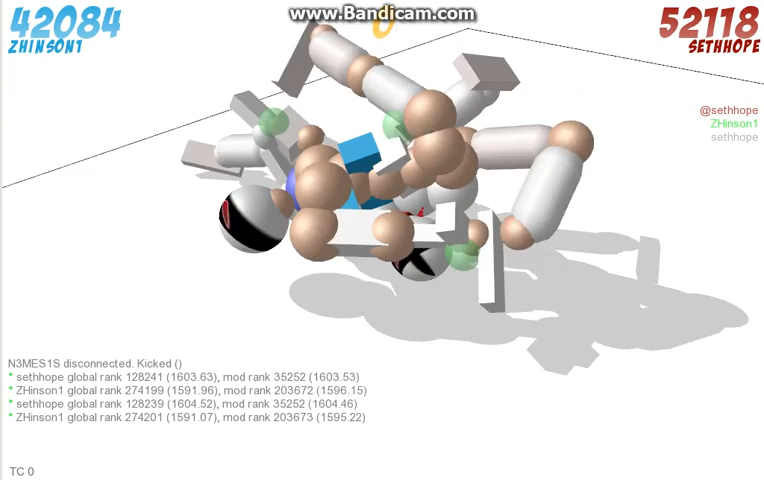 www.Bandicam.com
42084
ZHINSON1
0
52118
SETHHOPE
@sethhope
ZHinson1
sethhope
N3MES1S disconnected. Kicked ()
* sethhope global rank 128241 (1603.63), mod rank 35252 (1603.53)
* ZHinson1 global rank 274199 (1591.96), mod rank 203672 (1596.15)
* sethhope global rank 128239 (1604.52), mod rank 35252 (1604.46)
* ZHinson1 global rank 274201 (1591.07), mod rank 203673 (1595.22)
TC 0